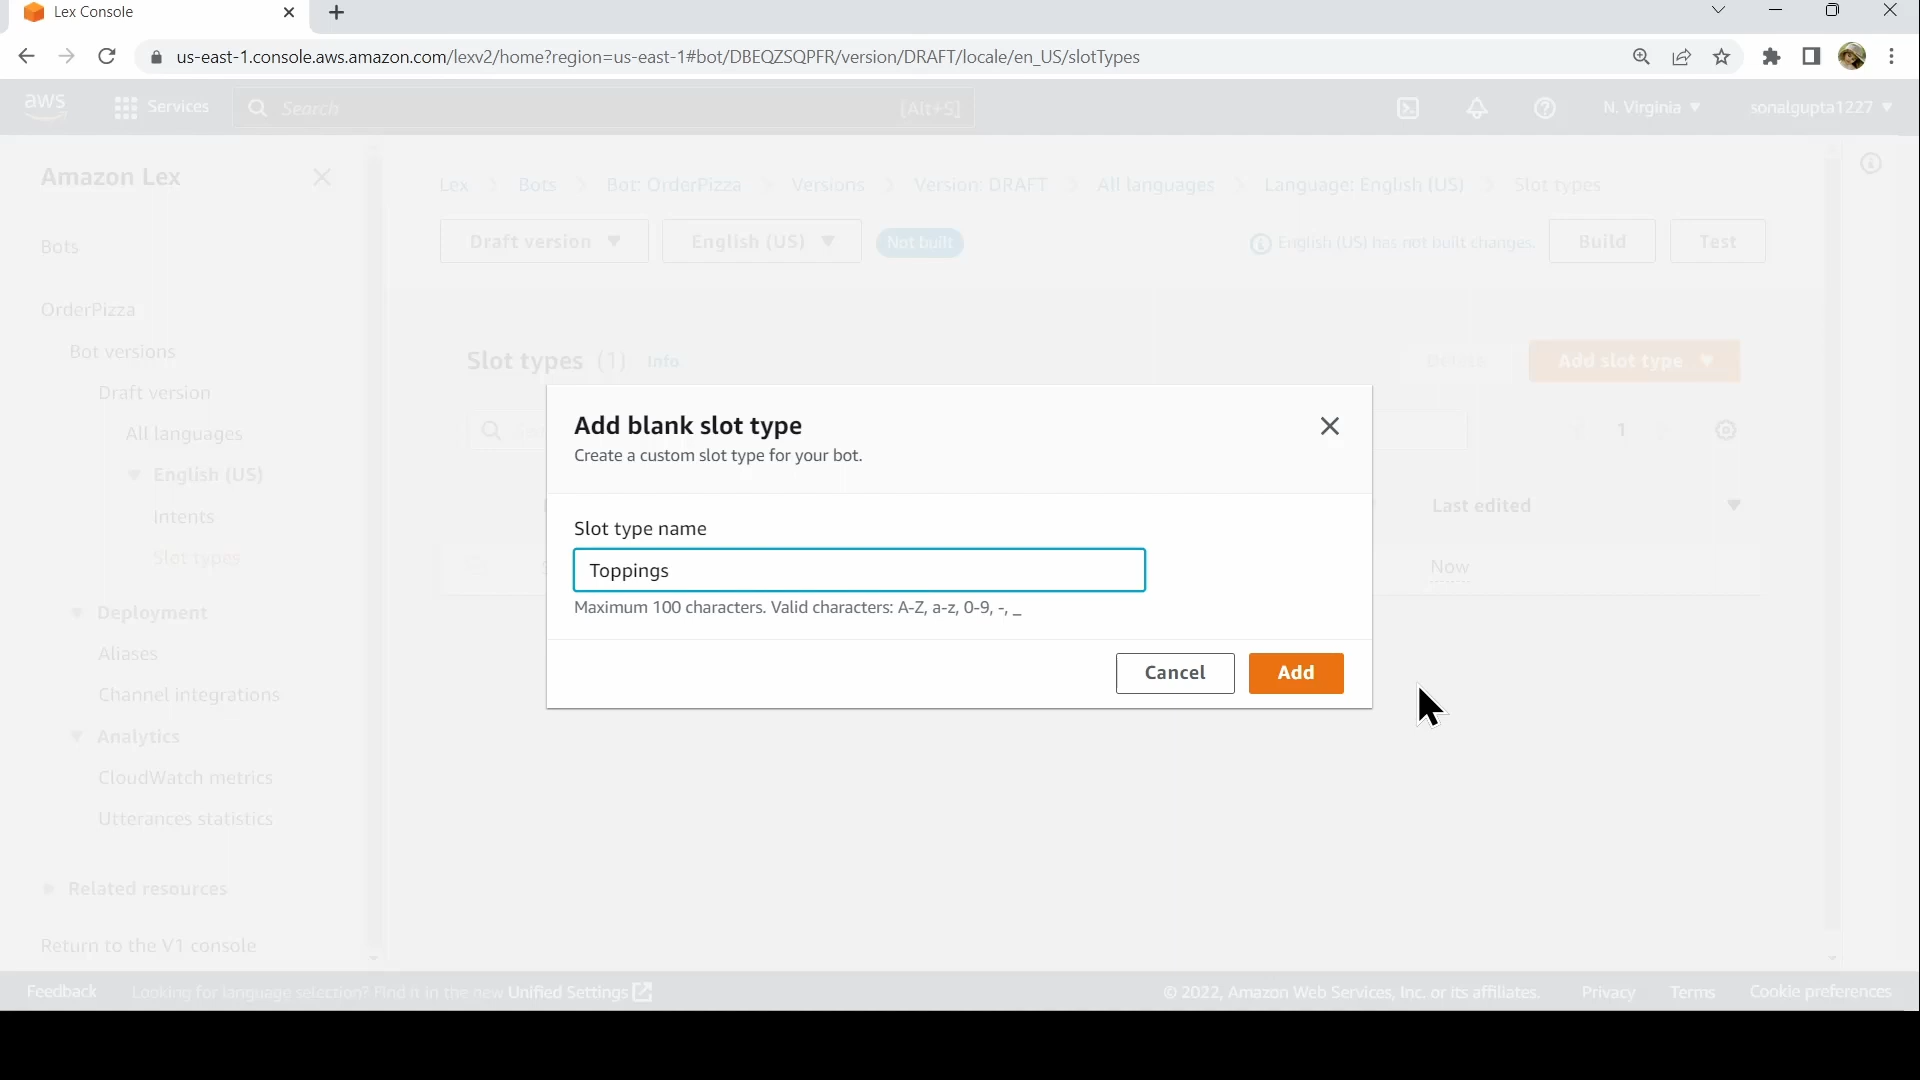 Lex Console
us-east-1.console.aws.amazon.com/lexv2/home?region=us-east-1#bot/DBEQZSQPFR/version/DRAFT/locale/en_US/slotTypes
aws Services Search [Alt+S] N. Virginia sonalgupta1227
Amazon Lex
Lex Bots Bot: OrderPizza Versions Version: DRAFT All languages Language: English (US) Slot types
Bots
Draft version English (US) Not built English (US) has not built changes. Build Test
OrderPizza
Bot versions
Slot types (1) Info Delete Add slot type
Draft version
All languages
1
English (US)
Intents
Slot types
Last edited
Now
Add blank slot type
Create a custom slot type for your bot.
Slot type name
Toppings
Maximum 100 characters. Valid characters: A-Z, a-z, 0-9, -, _
Cancel Add
Deployment
Aliases
Channel integrations
Analytics
CloudWatch metrics
Utterances statistics
Related resources
Return to the V1 console
Feedback Looking for language selection? Find it in the new Unified Settings © 2022, Amazon Web Services, Inc. or its affiliates. Privacy Terms Cookie preferences